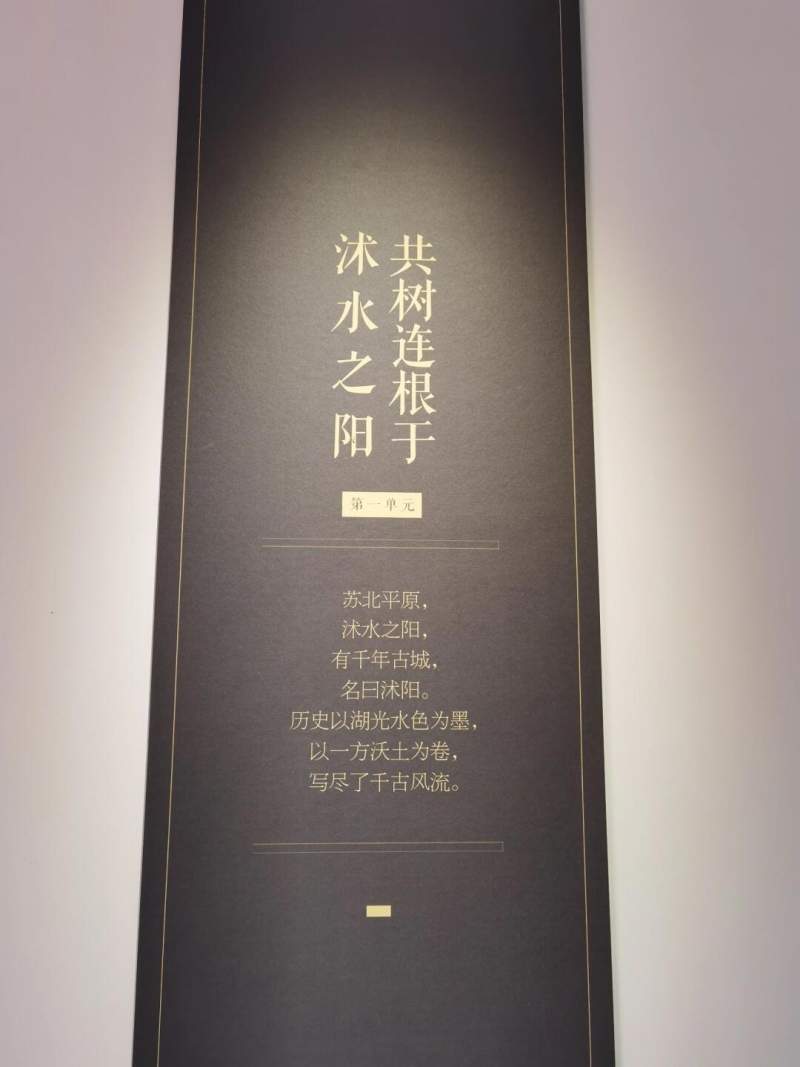 共树连根于
沭水之阳
第一单元
苏北平原，
沭水之阳，
有千年古城，
名曰沭阳。
历史以湖光水色为墨，
以一方沃土为卷，
写尽了千古风流。